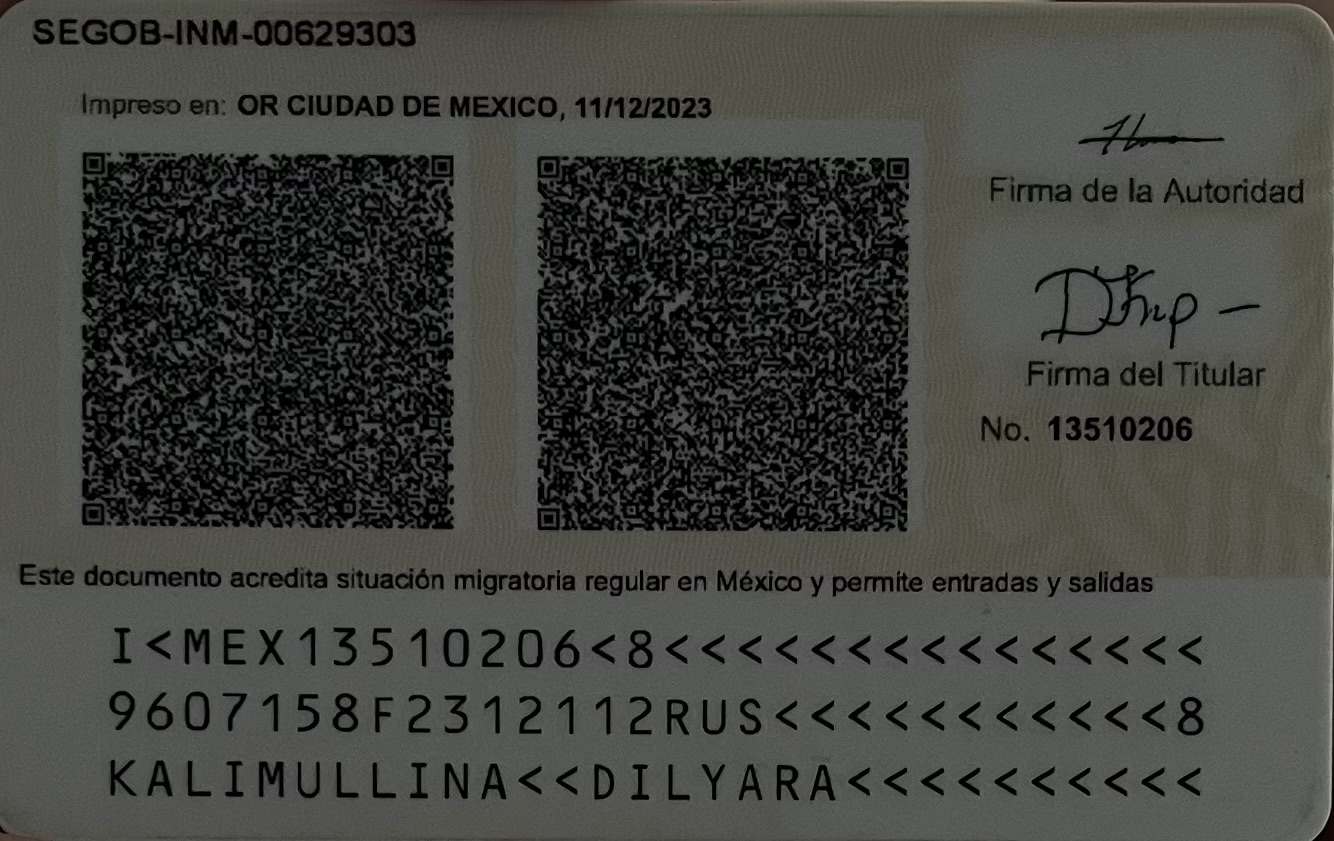 SEGOB-INM-00629303
Impreso en: OR CIUDAD DE MEXICO, 11/12/2023
Firma de la Autoridad
Firma del Titular
No. 13510206
Este documento acredita situación migratoria regular en México y permite entradas y salidas
I<MEX13510206<8<<<<<<<<<<<<<<<
9607158F2312112RUS<<<<<<<<<<<8
KALIMULLINA<<DILYARA<<<<<<<<<<